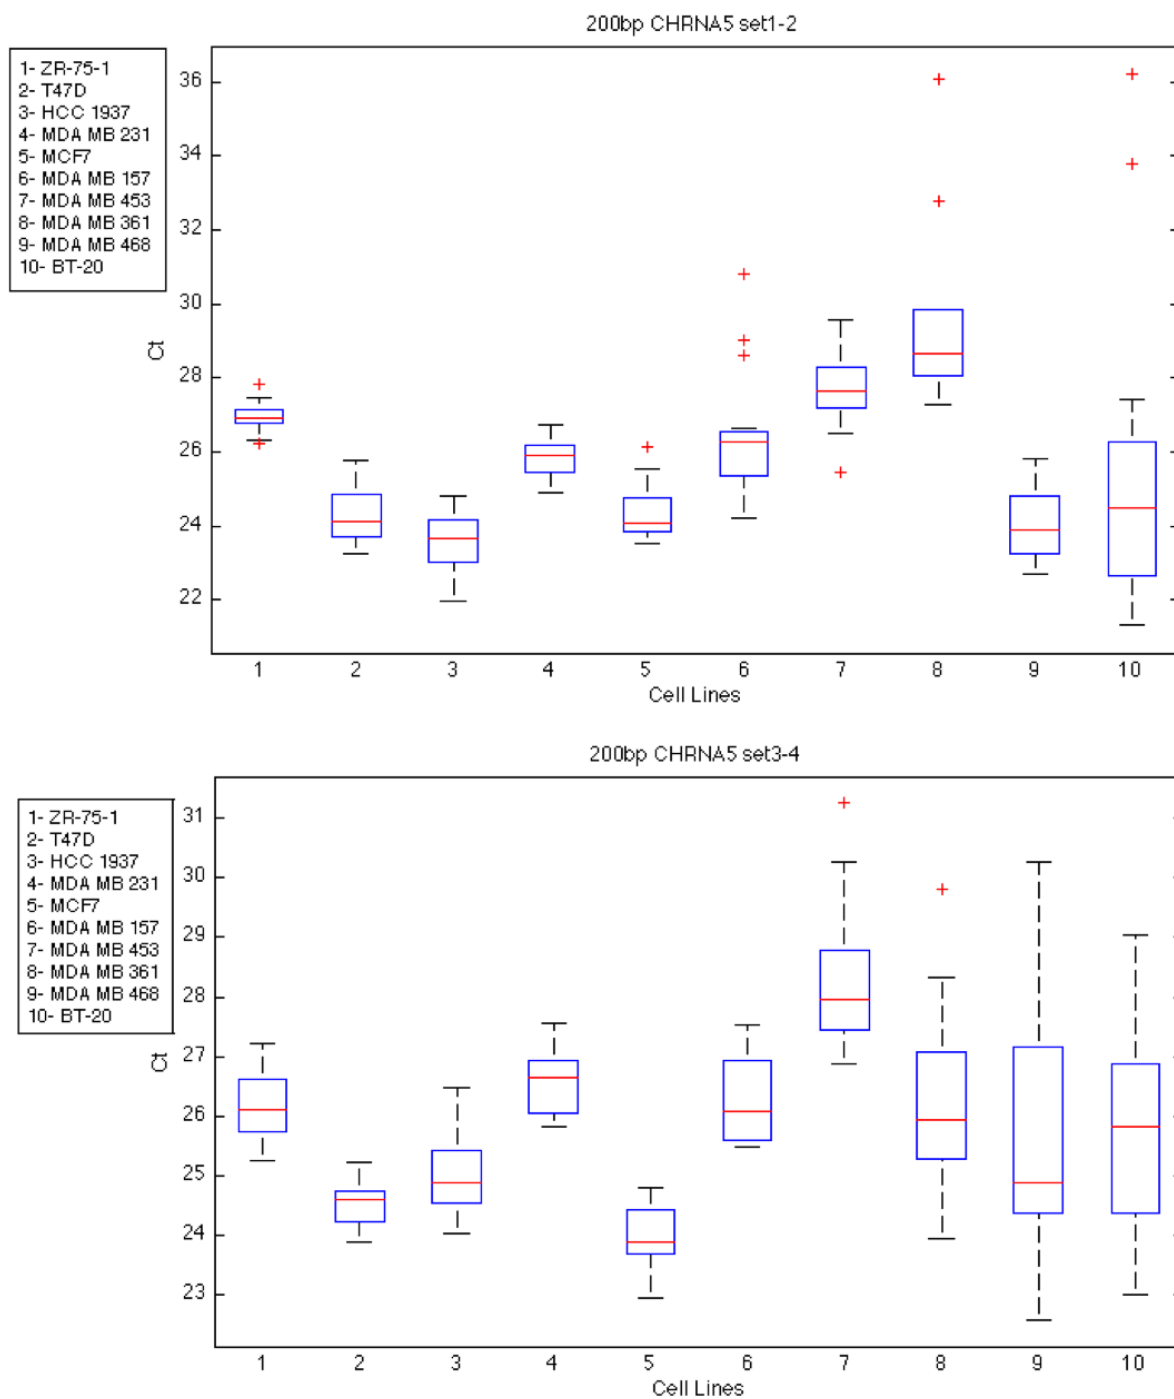 200bp CHRNA5 set1-2
1- ZR-75-1
2- T47D
3- HCC 1937
4- MDA MB 231
5- MCF7
6- MDA MB 157
7- MDA MB 453
8- MDA MB 361
9- MDA MB 468
10- BT-20
36
34
32
30
28
26
24
22
Ct
1 2 3 4 5 6 7 8 9 10
Cell Lines
200bp CHRNA5 set3-4
1- ZR-75-1
2- T47D
3- HCC 1937
4- MDA MB 231
5- MCF7
6- MDA MB 157
7- MDA MB 453
8- MDA MB 361
9- MDA MB 468
10- BT-20
31
30
29
28
27
26
25
24
23
Ct
1 2 3 4 5 6 7 8 9 10
Cell Lines